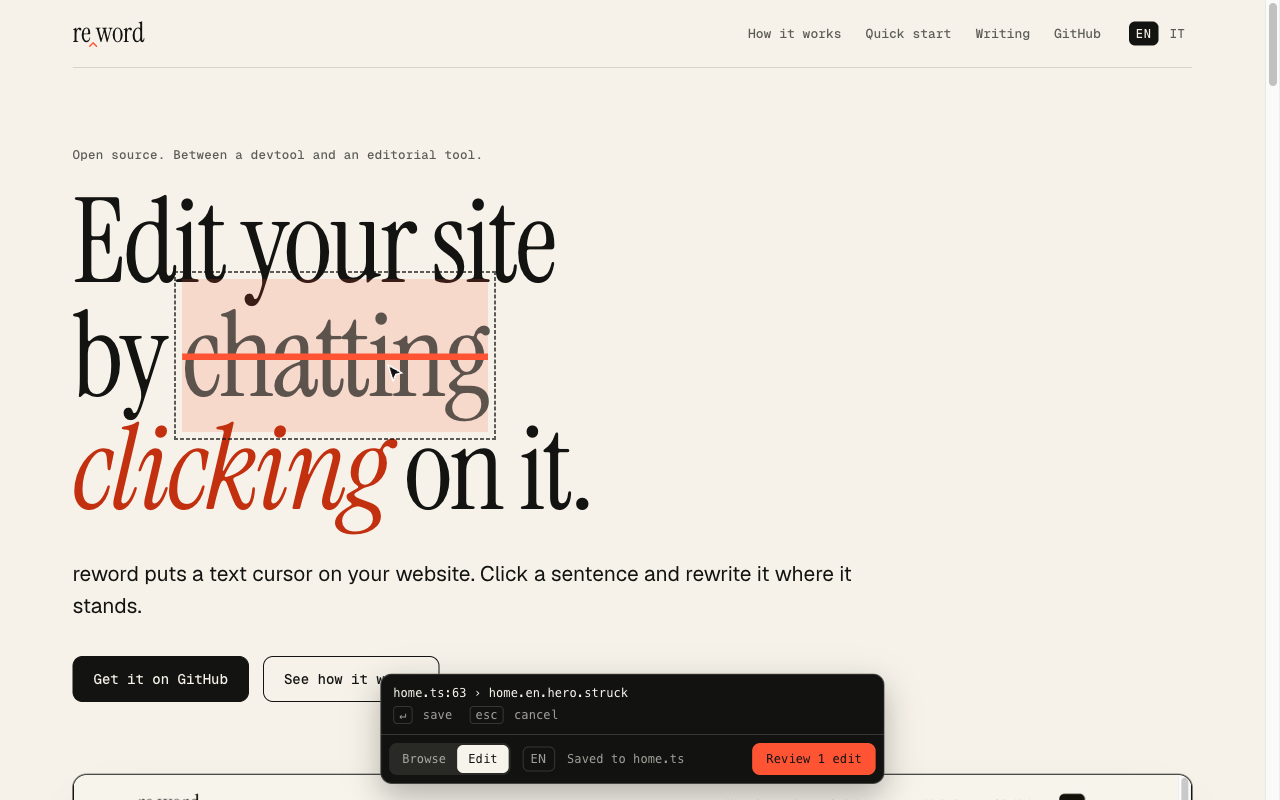 re‸word
How it works Quick start Writing GitHub EN IT
Open source. Between a devtool and an editorial tool.
Edit your site
by chatting
clicking on it.
reword puts a text cursor on your website. Click a sentence and rewrite it where it
stands.
Get it on GitHub See how it
home.ts:63 › home.en.hero.struck
↵ save esc cancel
Browse Edit EN Saved to home.ts Review 1 edit